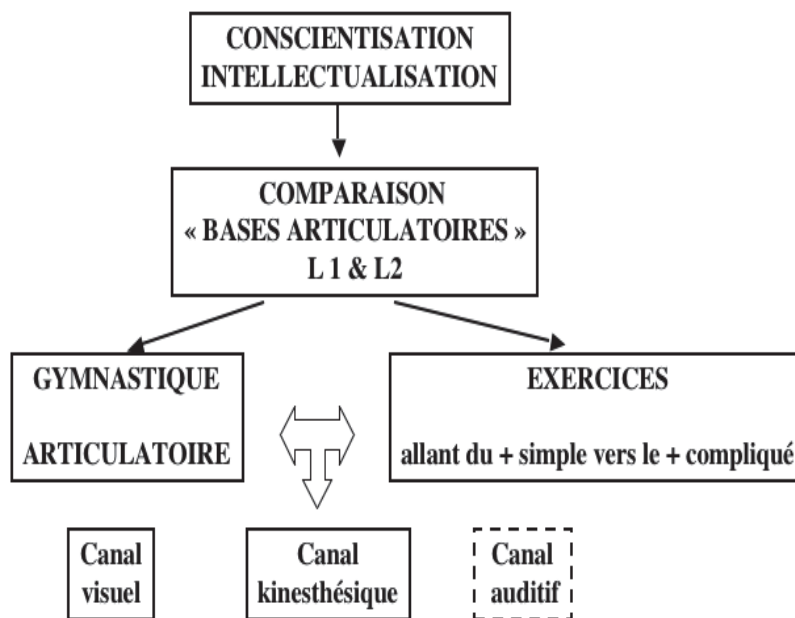 CONSCIENTISATION
INTELLECTUALISATION
COMPARAISON
« BASES ARTICULATOIRES »
L 1 & L2
GYMNASTIQUE
ARTICULATOIRE
EXERCICES
allant du + simple vers le + compliqué
Canal
visuel
Canal
kinesthésique
Canal
auditif